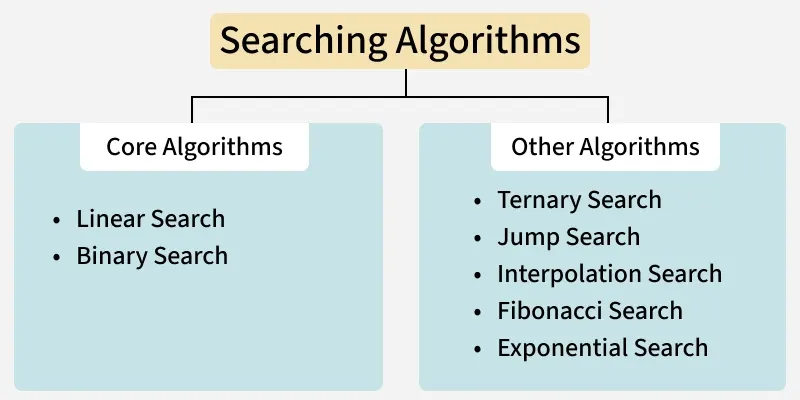 Searching Algorithms
Core Algorithms
• Linear Search
• Binary Search
Other Algorithms
• Ternary Search
• Jump Search
• Interpolation Search
• Fibonacci Search
• Exponential Search